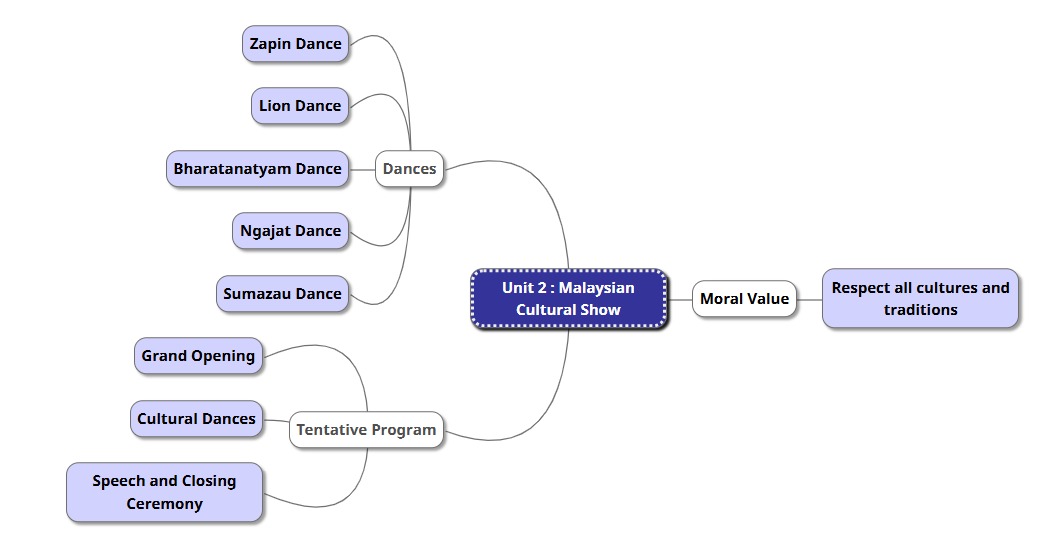 Zapin Dance
Lion Dance
Bharatanatyam Dance
Dances
Ngajat Dance
Sumazau Dance
Unit 2 : Malaysian
Cultural Show
Moral Value
Respect all cultures and
traditions
Grand Opening
Cultural Dances
Tentative Program
Speech and Closing
Ceremony